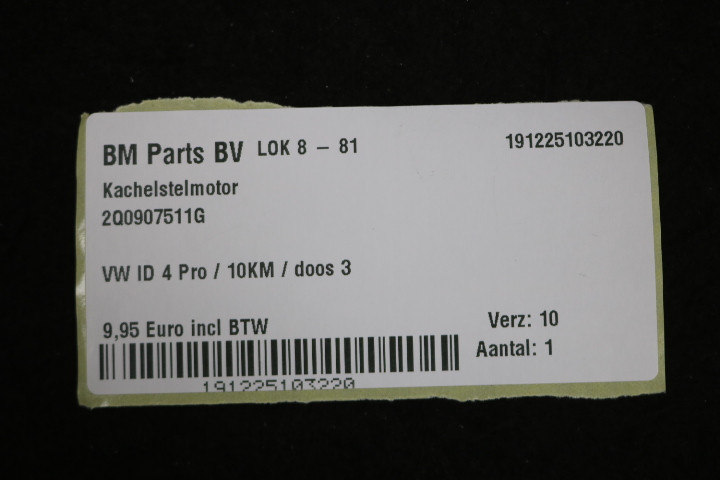 BM Parts BV LOK 8 - 81 191225103220
Kachelstelmotor
2Q0907511G
VW ID 4 Pro / 10KM / doos 3
9,95 Euro incl BTW Verz: 10
Aantal: 1
191225103220